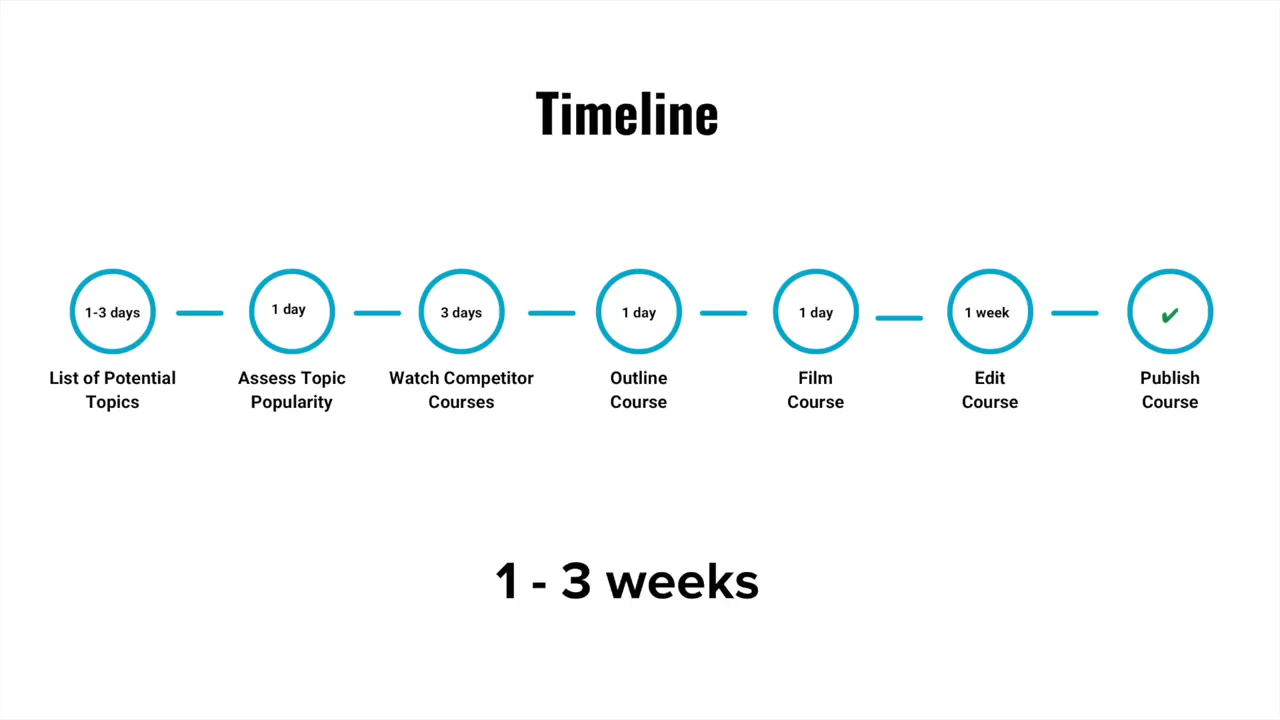 Timeline
1-3 days
1 day
3 days
1 day
1 day
1 week
✔
List of Potential
Topics
Assess Topic
Popularity
Watch Competitor
Courses
Outline
Course
Film
Course
Edit
Course
Publish
Course
1 - 3 weeks